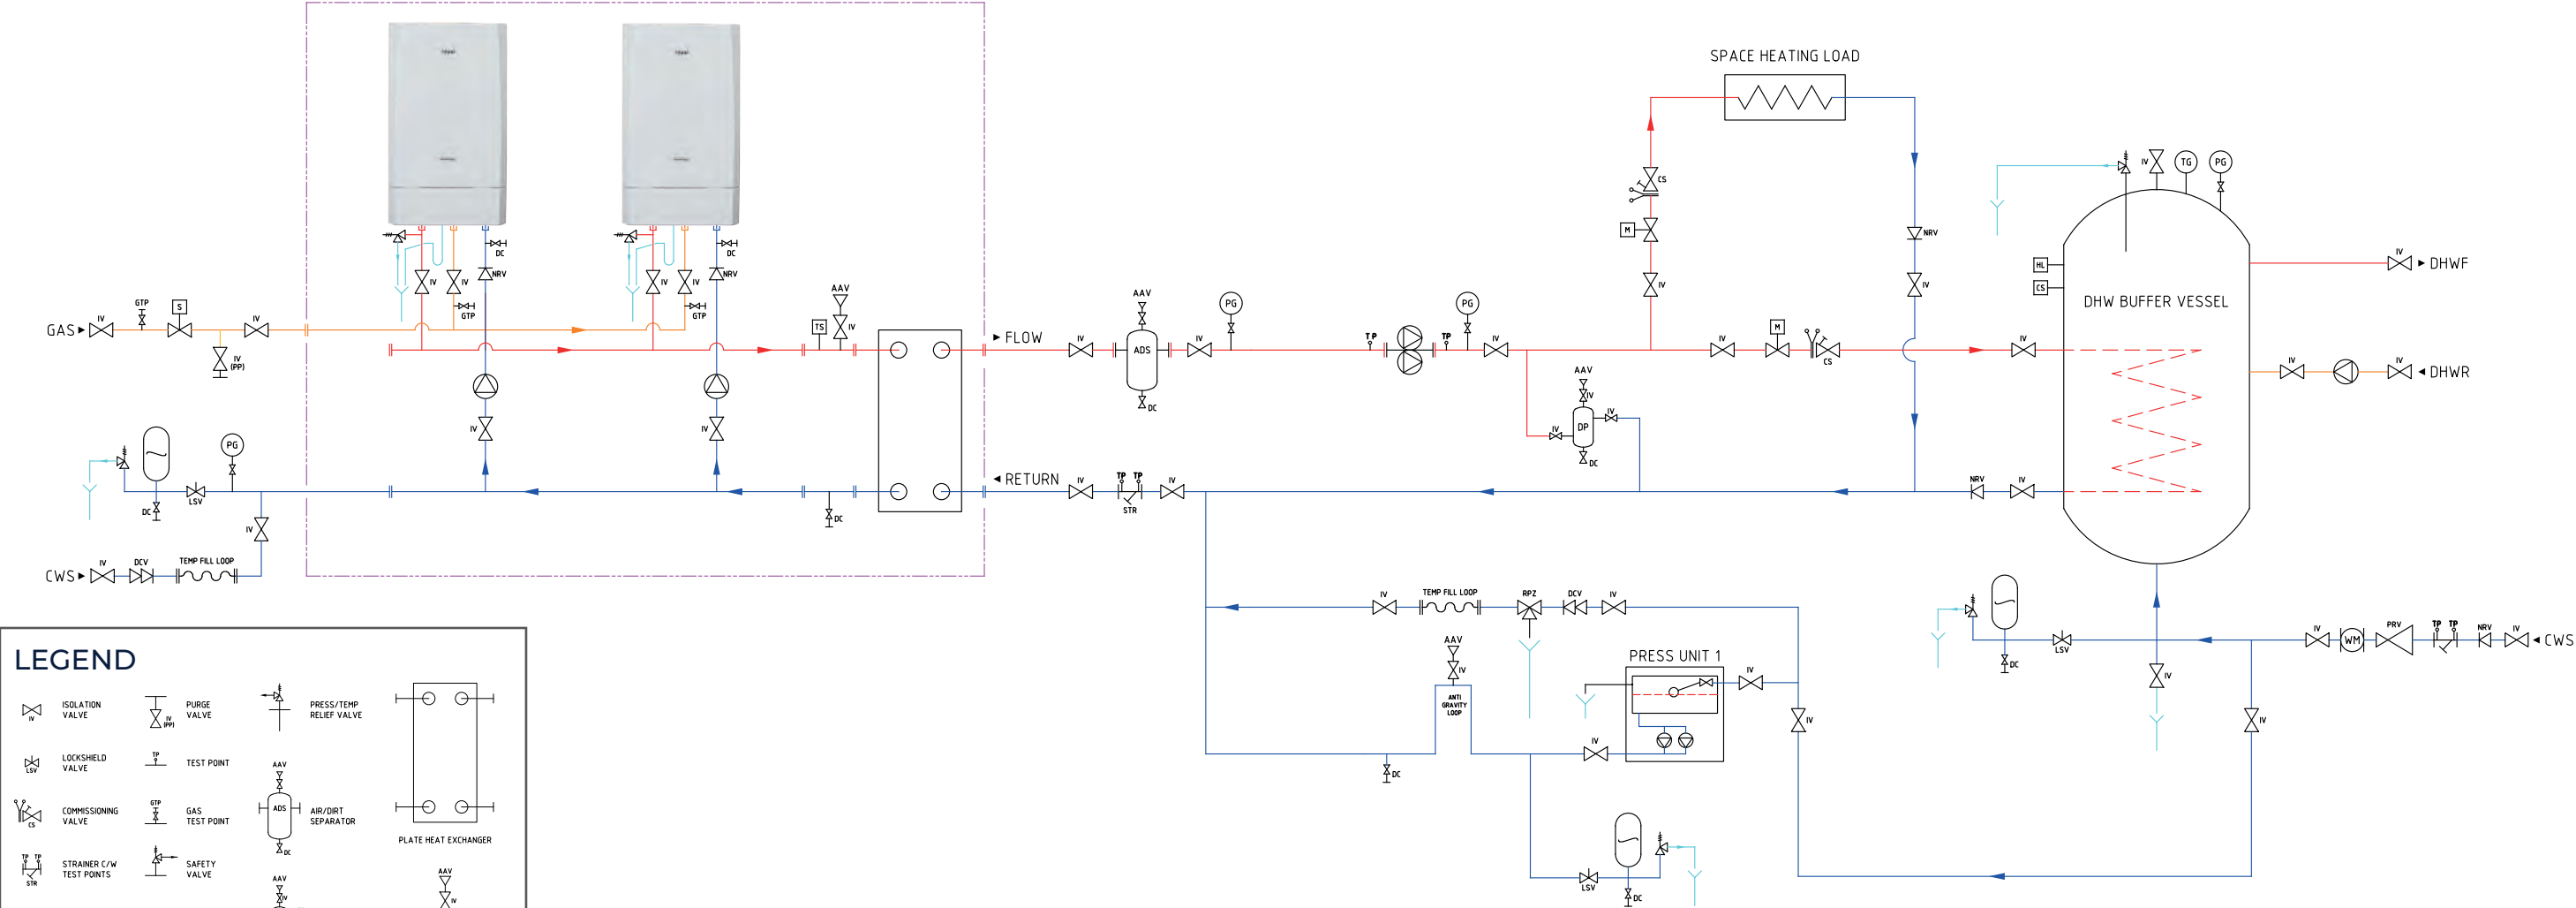 SPACE HEATING LOAD
CS
M
IV
NRV
IV
IV
TG
PG
HL
CS
DHW BUFFER VESSEL
IV
DHWF
IV
IV
DHWR
DC
NRV
IV
IV
GTP
DC
NRV
IV
IV
GTP
GAS
IV
GTP
S
IV
IV
(PP)
TS
AAV
IV
FLOW
IV
AAV
ADS
DC
IV
PG
TP
TP
PG
IV
IV
M
CS
IV
AAV
IV
IV
DP
IV
DC
IV
IV
PG
LSV
DC
IV
DC
RETURN
IV
TP TP
STR
IV
NRV
IV
CWS
IV
DCV
TEMP FILL LOOP
IV
TEMP FILL LOOP
RPZ
DCV
IV
AAV
IV
ANTI
GRAVITY
LOOP
PRESS UNIT 1
IV
IV
IV
DC
LSV
DC
LSV
DC
IV
IV
IV
WM
PRV
TP TP
NRV
IV
CWS
LEGEND
IV
ISOLATION
VALVE
IV
(PP)
PURGE
VALVE
PRESS/TEMP
RELIEF VALVE
LSV
LOCKSHIELD
VALVE
TP
TEST POINT
CS
COMMISSIONING
VALVE
GTP
GAS
TEST POINT
AAV
ADS
DC
AIR/DIRT
SEPARATOR
PLATE HEAT EXCHANGER
TP TP
STR
STRAINER C/W
TEST POINTS
SAFETY
VALVE
AAV
IV
AAV
IV